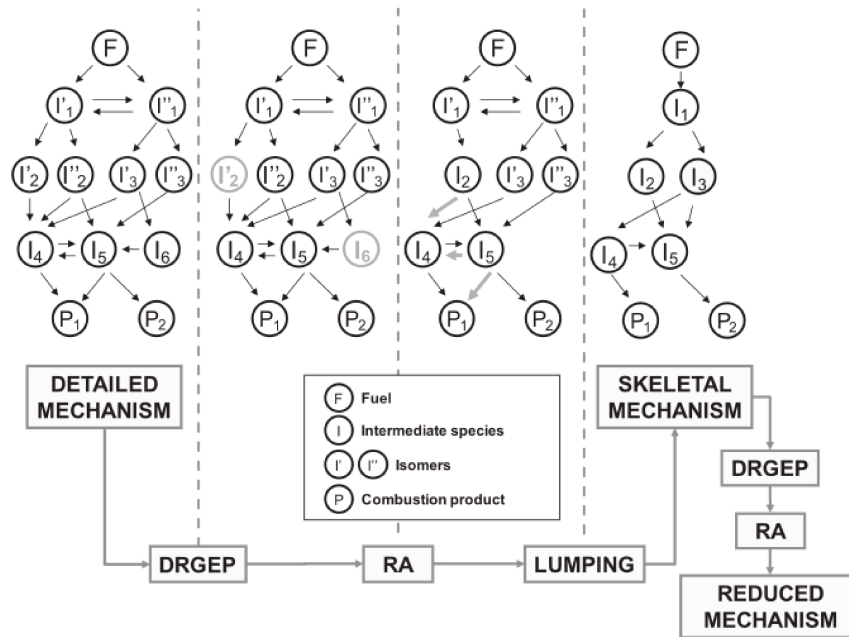 F F F F
I'1 I"1 I'1 I"1 I'1 I"1 I1
I'2 I"2 I'3 I"3 I'2 I"2 I'3 I"3 I2 I'3 I"3 I2 I3
I4 I5 I6 I4 I5 I6 I4 I5 I4 I5
P1 P2 P1 P2 P1 P2 P1 P2
DETAILED
MECHANISM
F Fuel
I Intermediate species
I' I" Isomers
P Combustion product
SKELETAL
MECHANISM
DRGEP
RA
DRGEP RA LUMPING
REDUCED
MECHANISM